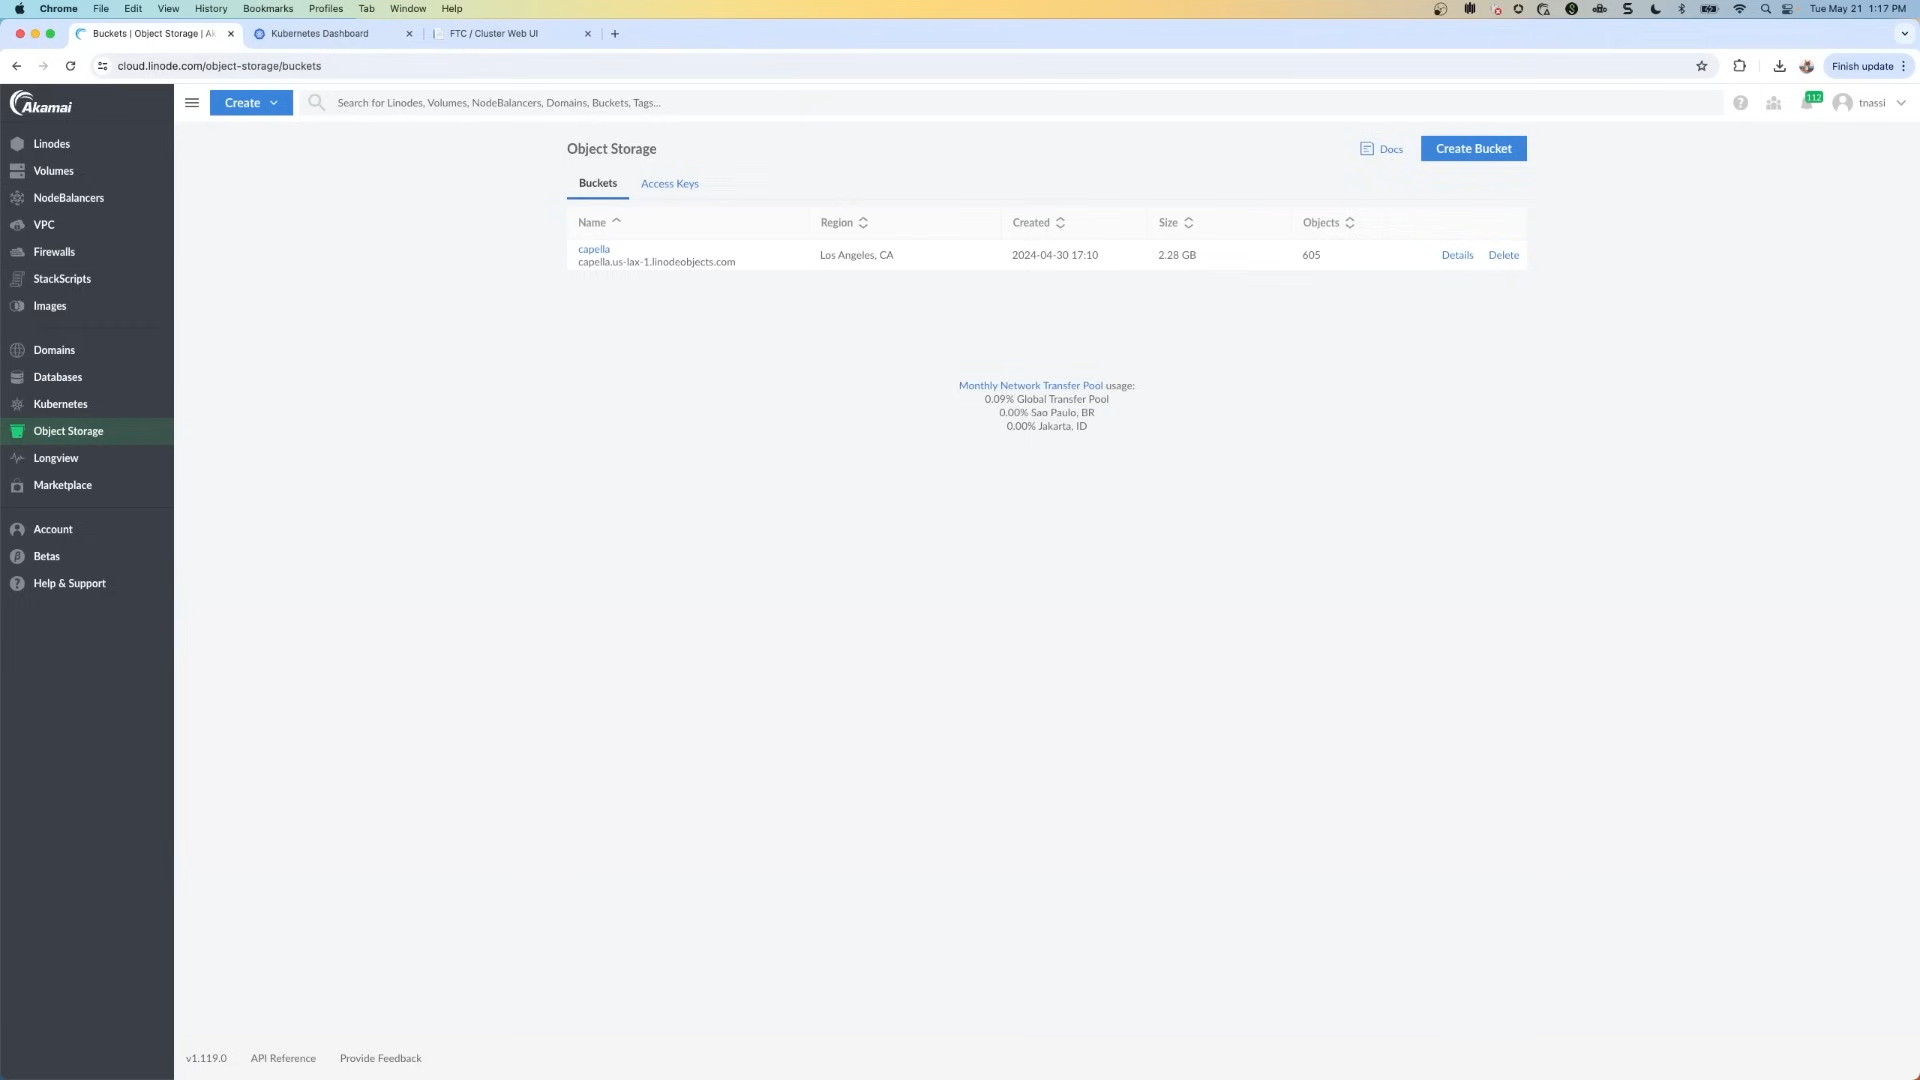 Chrome File Edit View History Bookmarks Profiles Tab Window Help
Tue May 21 1:17 PM
Buckets | Object Storage | Ak
Kubernetes Dashboard
FTC / Cluster Web UI
cloud.linode.com/object-storage/buckets
Finish update
Akamai
Create
Search for Linodes, Volumes, NodeBalancers, Domains, Buckets, Tags...
112
tnassi
Linodes
Volumes
NodeBalancers
VPC
Firewalls
StackScripts
Images
Domains
Databases
Kubernetes
Object Storage
Longview
Marketplace
Account
Betas
Help & Support
Object Storage
Docs
Create Bucket
Buckets
Access Keys
Name Region Created Size Objects
capella
capella.us-lax-1.linodeobjects.com
Los Angeles, CA
2024-04-30 17:10
2.28 GB
605
Details
Delete
Monthly Network Transfer Pool usage:
0.09% Global Transfer Pool
0.00% Sao Paulo, BR
0.00% Jakarta, ID
v1.119.0
API Reference
Provide Feedback